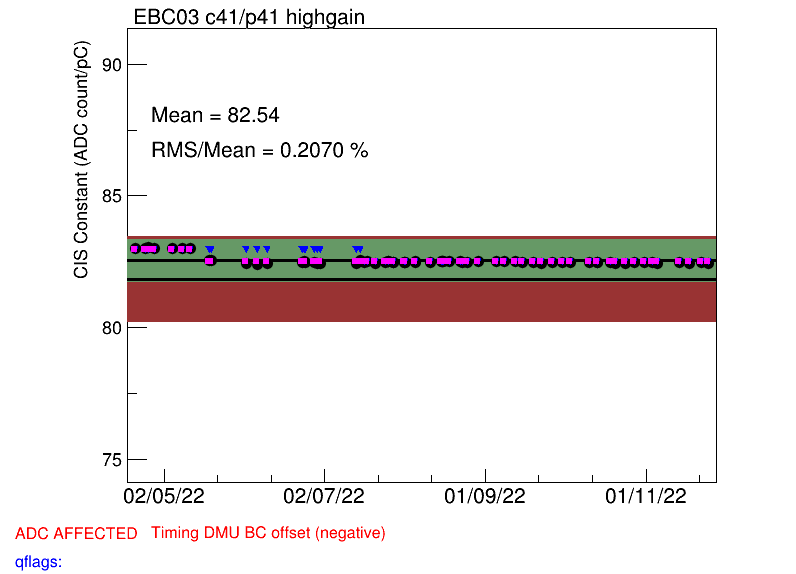 EBC03 c41/p41 highgain
CIS Constant (ADC count/pC)
90
Mean = 82.54
RMS/Mean = 0.2070 %
85
80
75
02/05/22 02/07/22 01/09/22 01/11/22
ADC AFFECTED Timing DMU BC offset (negative)
qflags: